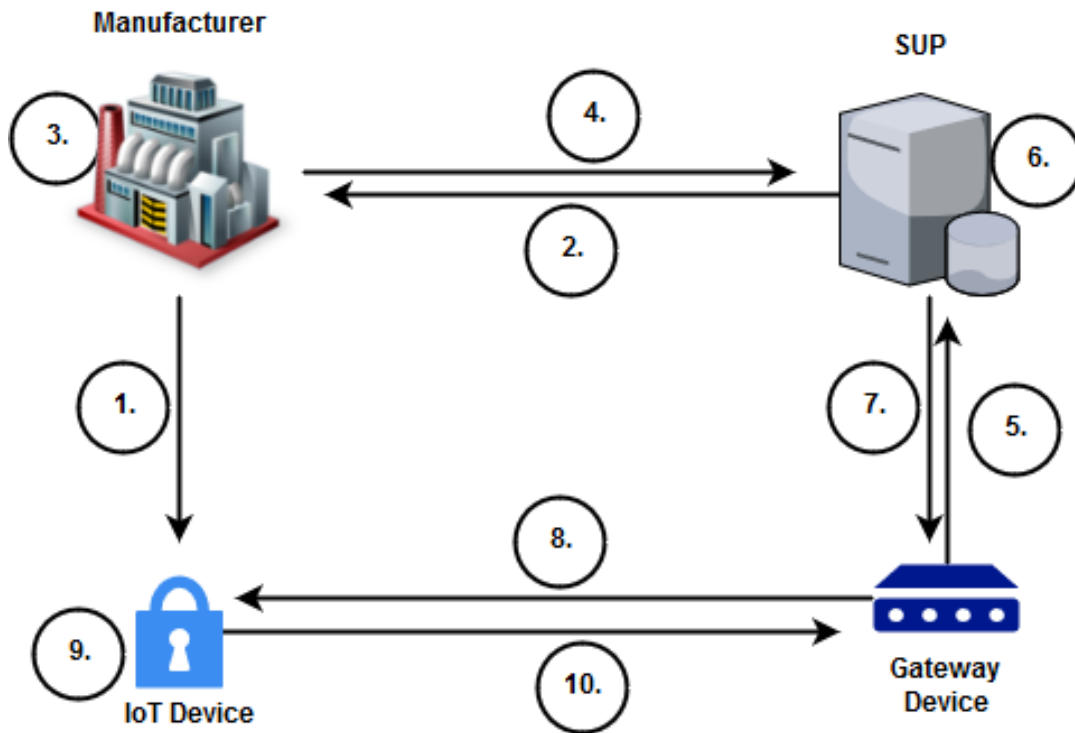 Manufacturer
SUP
3.
4.
6.
2.
1.
7.
5.
8.
9.
10.
IoT Device
Gateway
Device